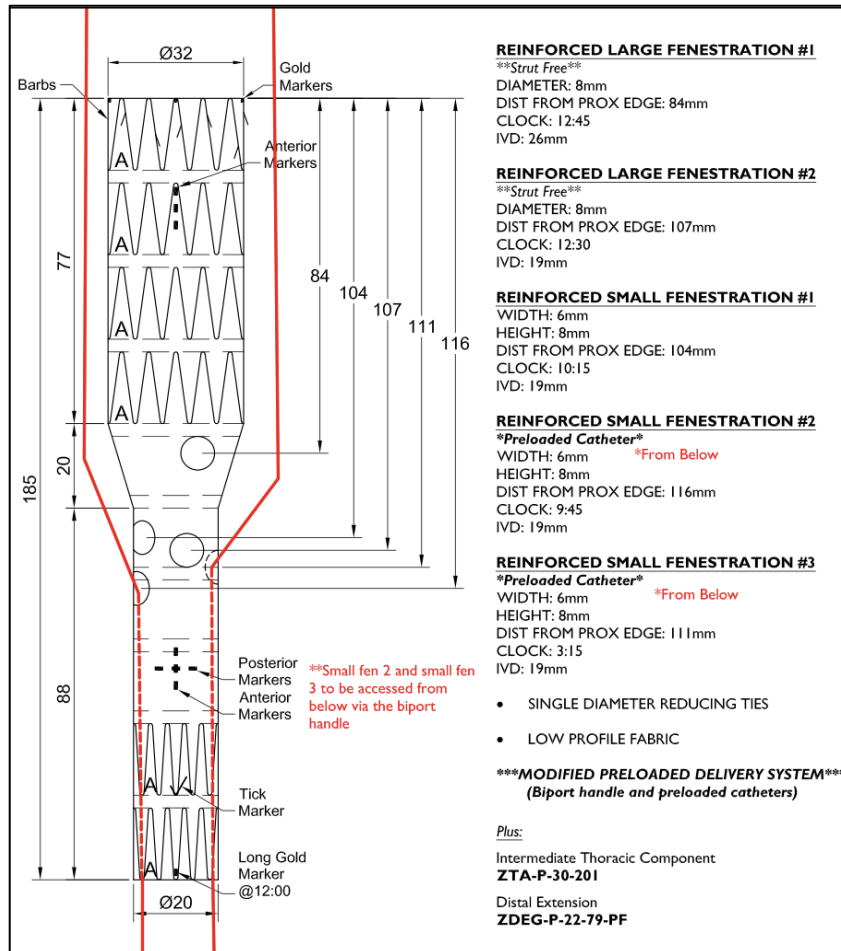 Ø32
Barbs
Gold
Markers
A
Anterior
Markers
A
A
A
77
20
185
88
84
104
107
111
116
Posterior
Markers
Anterior
Markers
**Small fen 2 and small fen
3 to be accessed from
below via the biport
handle
A
Tick
Marker
A
Long Gold
Marker
@12:00
Ø20
REINFORCED LARGE FENESTRATION #1
**Strut Free**
DIAMETER: 8mm
DIST FROM PROX EDGE: 84mm
CLOCK: 12:45
IVD: 26mm
REINFORCED LARGE FENESTRATION #2
**Strut Free**
DIAMETER: 8mm
DIST FROM PROX EDGE: 107mm
CLOCK: 12:30
IVD: 19mm
REINFORCED SMALL FENESTRATION #1
WIDTH: 6mm
HEIGHT: 8mm
DIST FROM PROX EDGE: 104mm
CLOCK: 10:15
IVD: 19mm
REINFORCED SMALL FENESTRATION #2
*Preloaded Catheter*
WIDTH: 6mm *From Below
HEIGHT: 8mm
DIST FROM PROX EDGE: 116mm
CLOCK: 9:45
IVD: 19mm
REINFORCED SMALL FENESTRATION #3
*Preloaded Catheter*
WIDTH: 6mm *From Below
HEIGHT: 8mm
DIST FROM PROX EDGE: 111mm
CLOCK: 3:15
IVD: 19mm
• SINGLE DIAMETER REDUCING TIES
• LOW PROFILE FABRIC
***MODIFIED PRELOADED DELIVERY SYSTEM***
(Biport handle and preloaded catheters)
Plus:
Intermediate Thoracic Component
ZTA-P-30-201
Distal Extension
ZDEG-P-22-79-PF